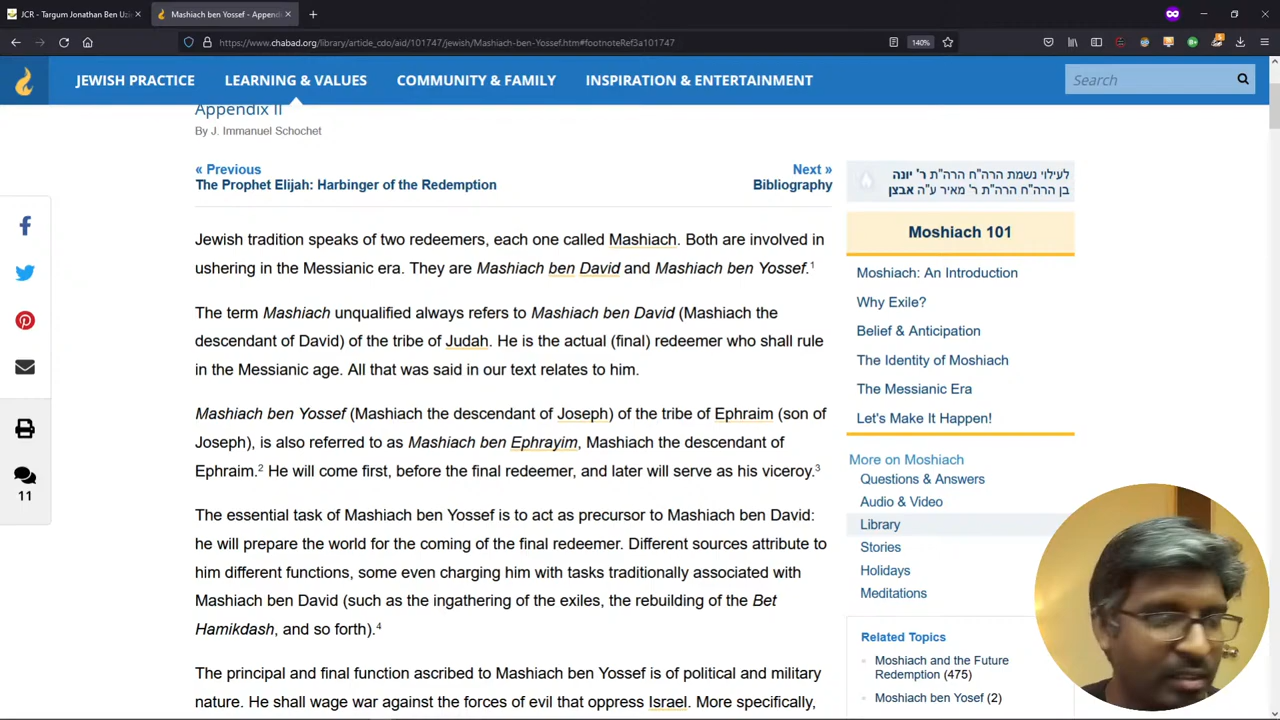 JCR - Targum Jonathan Ben Uzi
Mashiach ben Yossef - Appendi
https://www.chabad.org/library/article_cdo/aid/101747/jewish/Mashiach-ben-Yossef.htm#footnoteRef3a101747
140%
JEWISH PRACTICE
LEARNING & VALUES
COMMUNITY & FAMILY
INSPIRATION & ENTERTAINMENT
Search
Appendix II
By J. Immanuel Schochet
« Previous
The Prophet Elijah: Harbinger of the Redemption
Next »
Bibliography
Jewish tradition speaks of two redeemers, each one called Mashiach. Both are involved in
ushering in the Messianic era. They are Mashiach ben David and Mashiach ben Yossef.1
The term Mashiach unqualified always refers to Mashiach ben David (Mashiach the
descendant of David) of the tribe of Judah. He is the actual (final) redeemer who shall rule
in the Messianic age. All that was said in our text relates to him.
Mashiach ben Yossef (Mashiach the descendant of Joseph) of the tribe of Ephraim (son of
Joseph), is also referred to as Mashiach ben Ephrayim, Mashiach the descendant of
Ephraim.2 He will come first, before the final redeemer, and later will serve as his viceroy.3
The essential task of Mashiach ben Yossef is to act as precursor to Mashiach ben David:
he will prepare the world for the coming of the final redeemer. Different sources attribute to
him different functions, some even charging him with tasks traditionally associated with
Mashiach ben David (such as the ingathering of the exiles, the rebuilding of the Bet
Hamikdash, and so forth).4
The principal and final function ascribed to Mashiach ben Yossef is of political and military
nature. He shall wage war against the forces of evil that oppress Israel. More specifically,
11
לעילוי נשמת הרה"ח הרה"ת ר' יונה
בן הרה"ח הרה"ת ר' מאיר ע"ה אבצן
Moshiach 101
Moshiach: An Introduction
Why Exile?
Belief & Anticipation
The Identity of Moshiach
The Messianic Era
Let's Make It Happen!
More on Moshiach
Questions & Answers
Audio & Video
Library
Stories
Holidays
Meditations
Related Topics
Moshiach and the Future
Redemption (475)
Moshiach ben Yosef (2)